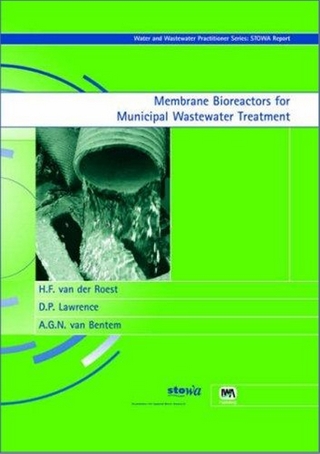 Water and Wastewater Practitioner Series: STOWA Report
Membrane Bioreactors for
Municipal Wastewater Treatment
H.F. van der Roest
D.P. Lawrence
A.G.N. van Bentem
stowa
IWA